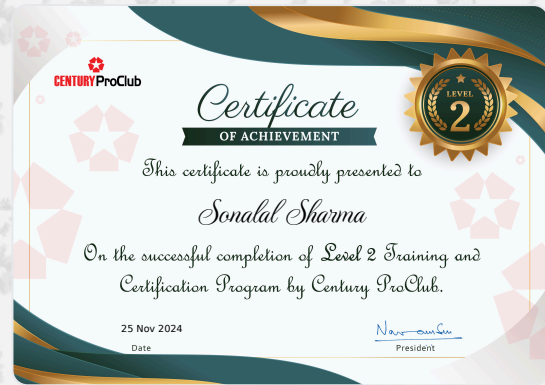 CENTURY ProClub
Certificate
OF ACHIEVEMENT
LEVEL
2
This certificate is proudly presented to
Sonalal Sharma
On the successful completion of Level 2 Training and
Certification Program by Century ProClub.
25 Nov 2024
Date
President